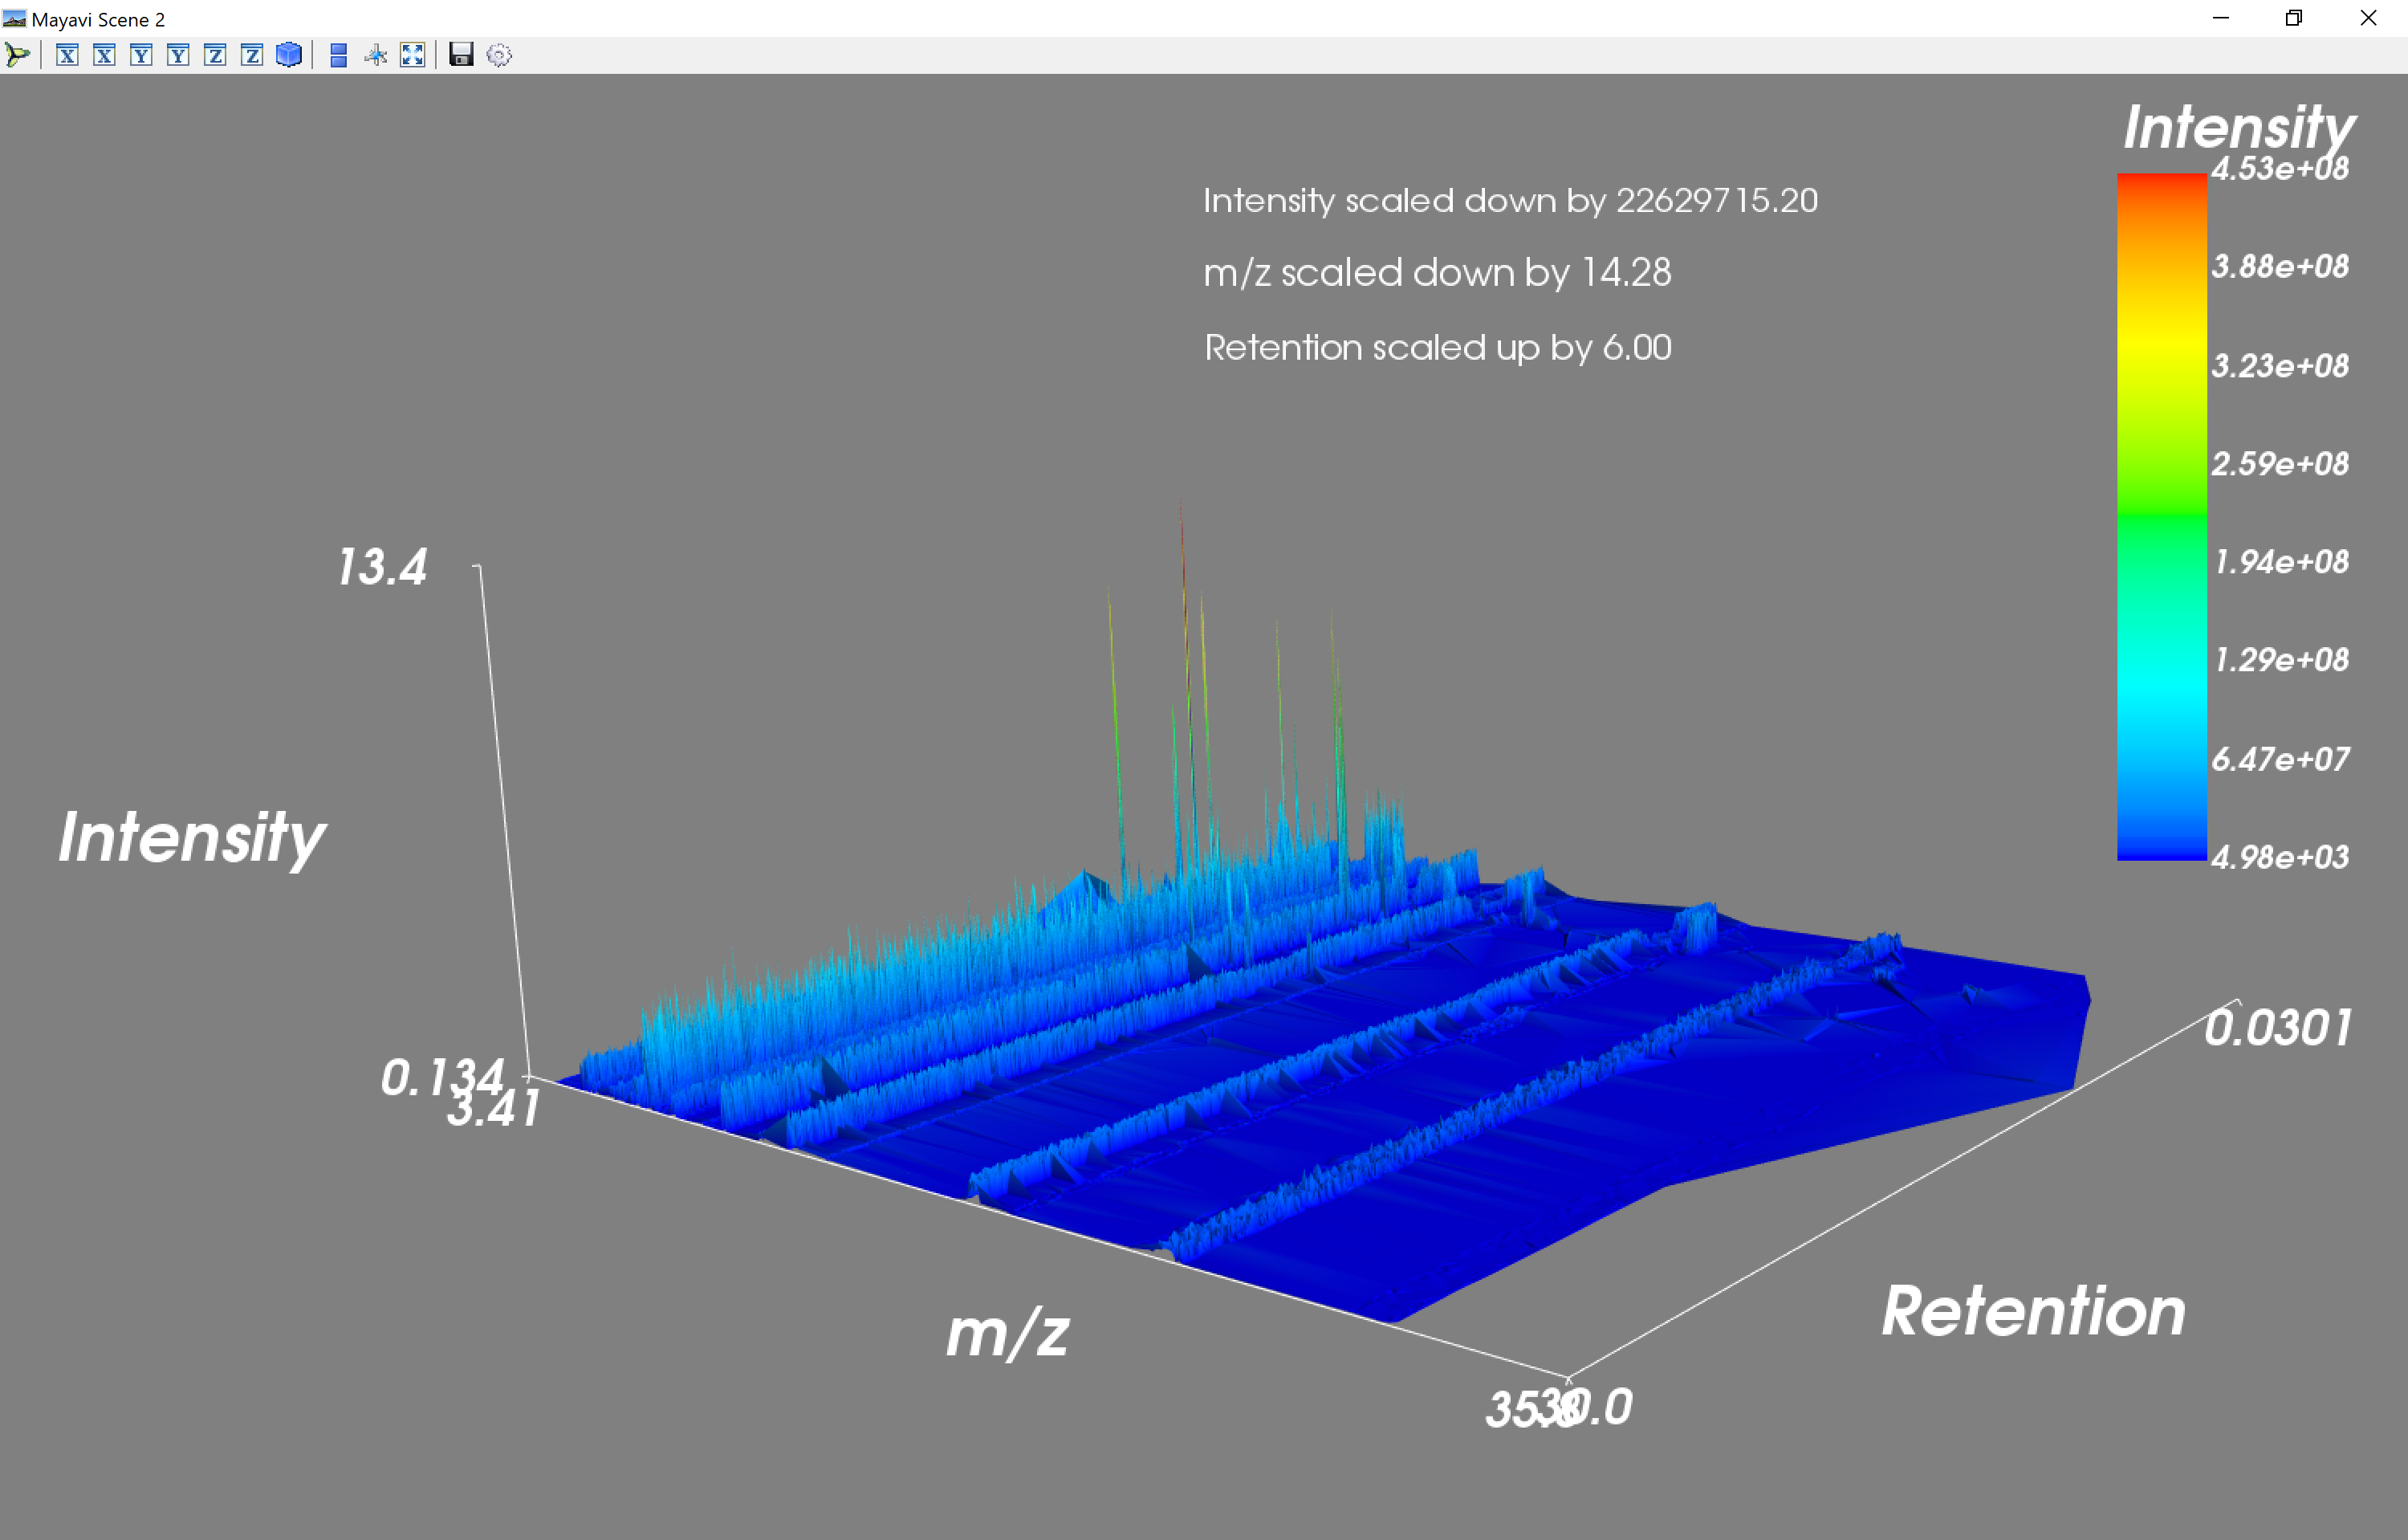 Mayavi Scene 2
X X Y Y Z Z
Intensity
4.53e+08
Intensity scaled down by 22629715.20
3.88e+08
m/z scaled down by 14.28
Retention scaled up by 6.00
3.23e+08
2.59e+08
1.94e+08
1.29e+08
6.47e+07
4.98e+03
13.4
Intensity
0.134
3.41
0.0301
m/z
Retention
30.0